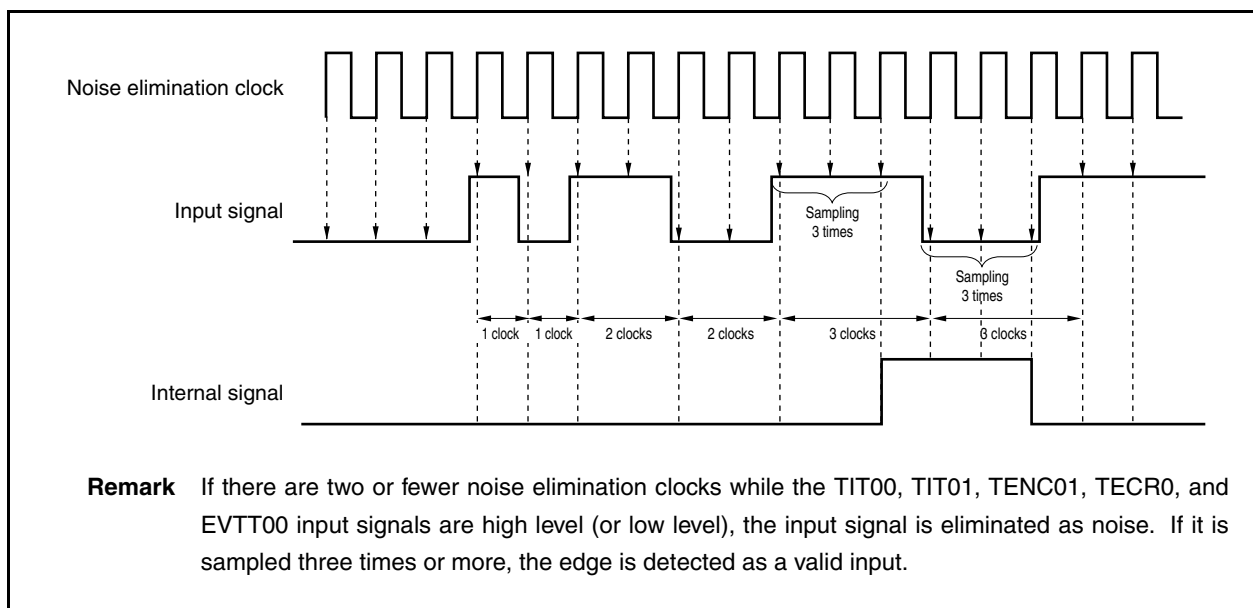 Noise elimination clock
Input signal
Sampling
3 times
Sampling
3 times
1 clock
1 clock
2 clocks
2 clocks
3 clocks
3 clocks
Internal signal
Remark If there are two or fewer noise elimination clocks while the TIT00, TIT01, TENC01, TECR0, and
EVTT00 input signals are high level (or low level), the input signal is eliminated as noise. If it is
sampled three times or more, the edge is detected as a valid input.